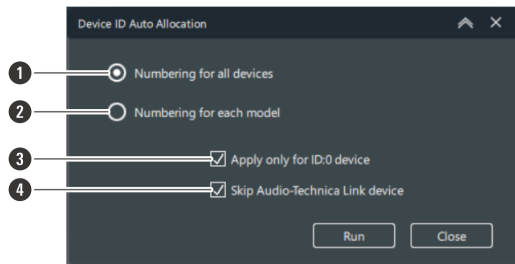 Device ID Auto Allocation
1 Numbering for all devices
2 Numbering for each model
3 Apply only for ID:0 device
4 Skip Audio-Technica Link device
Run Close